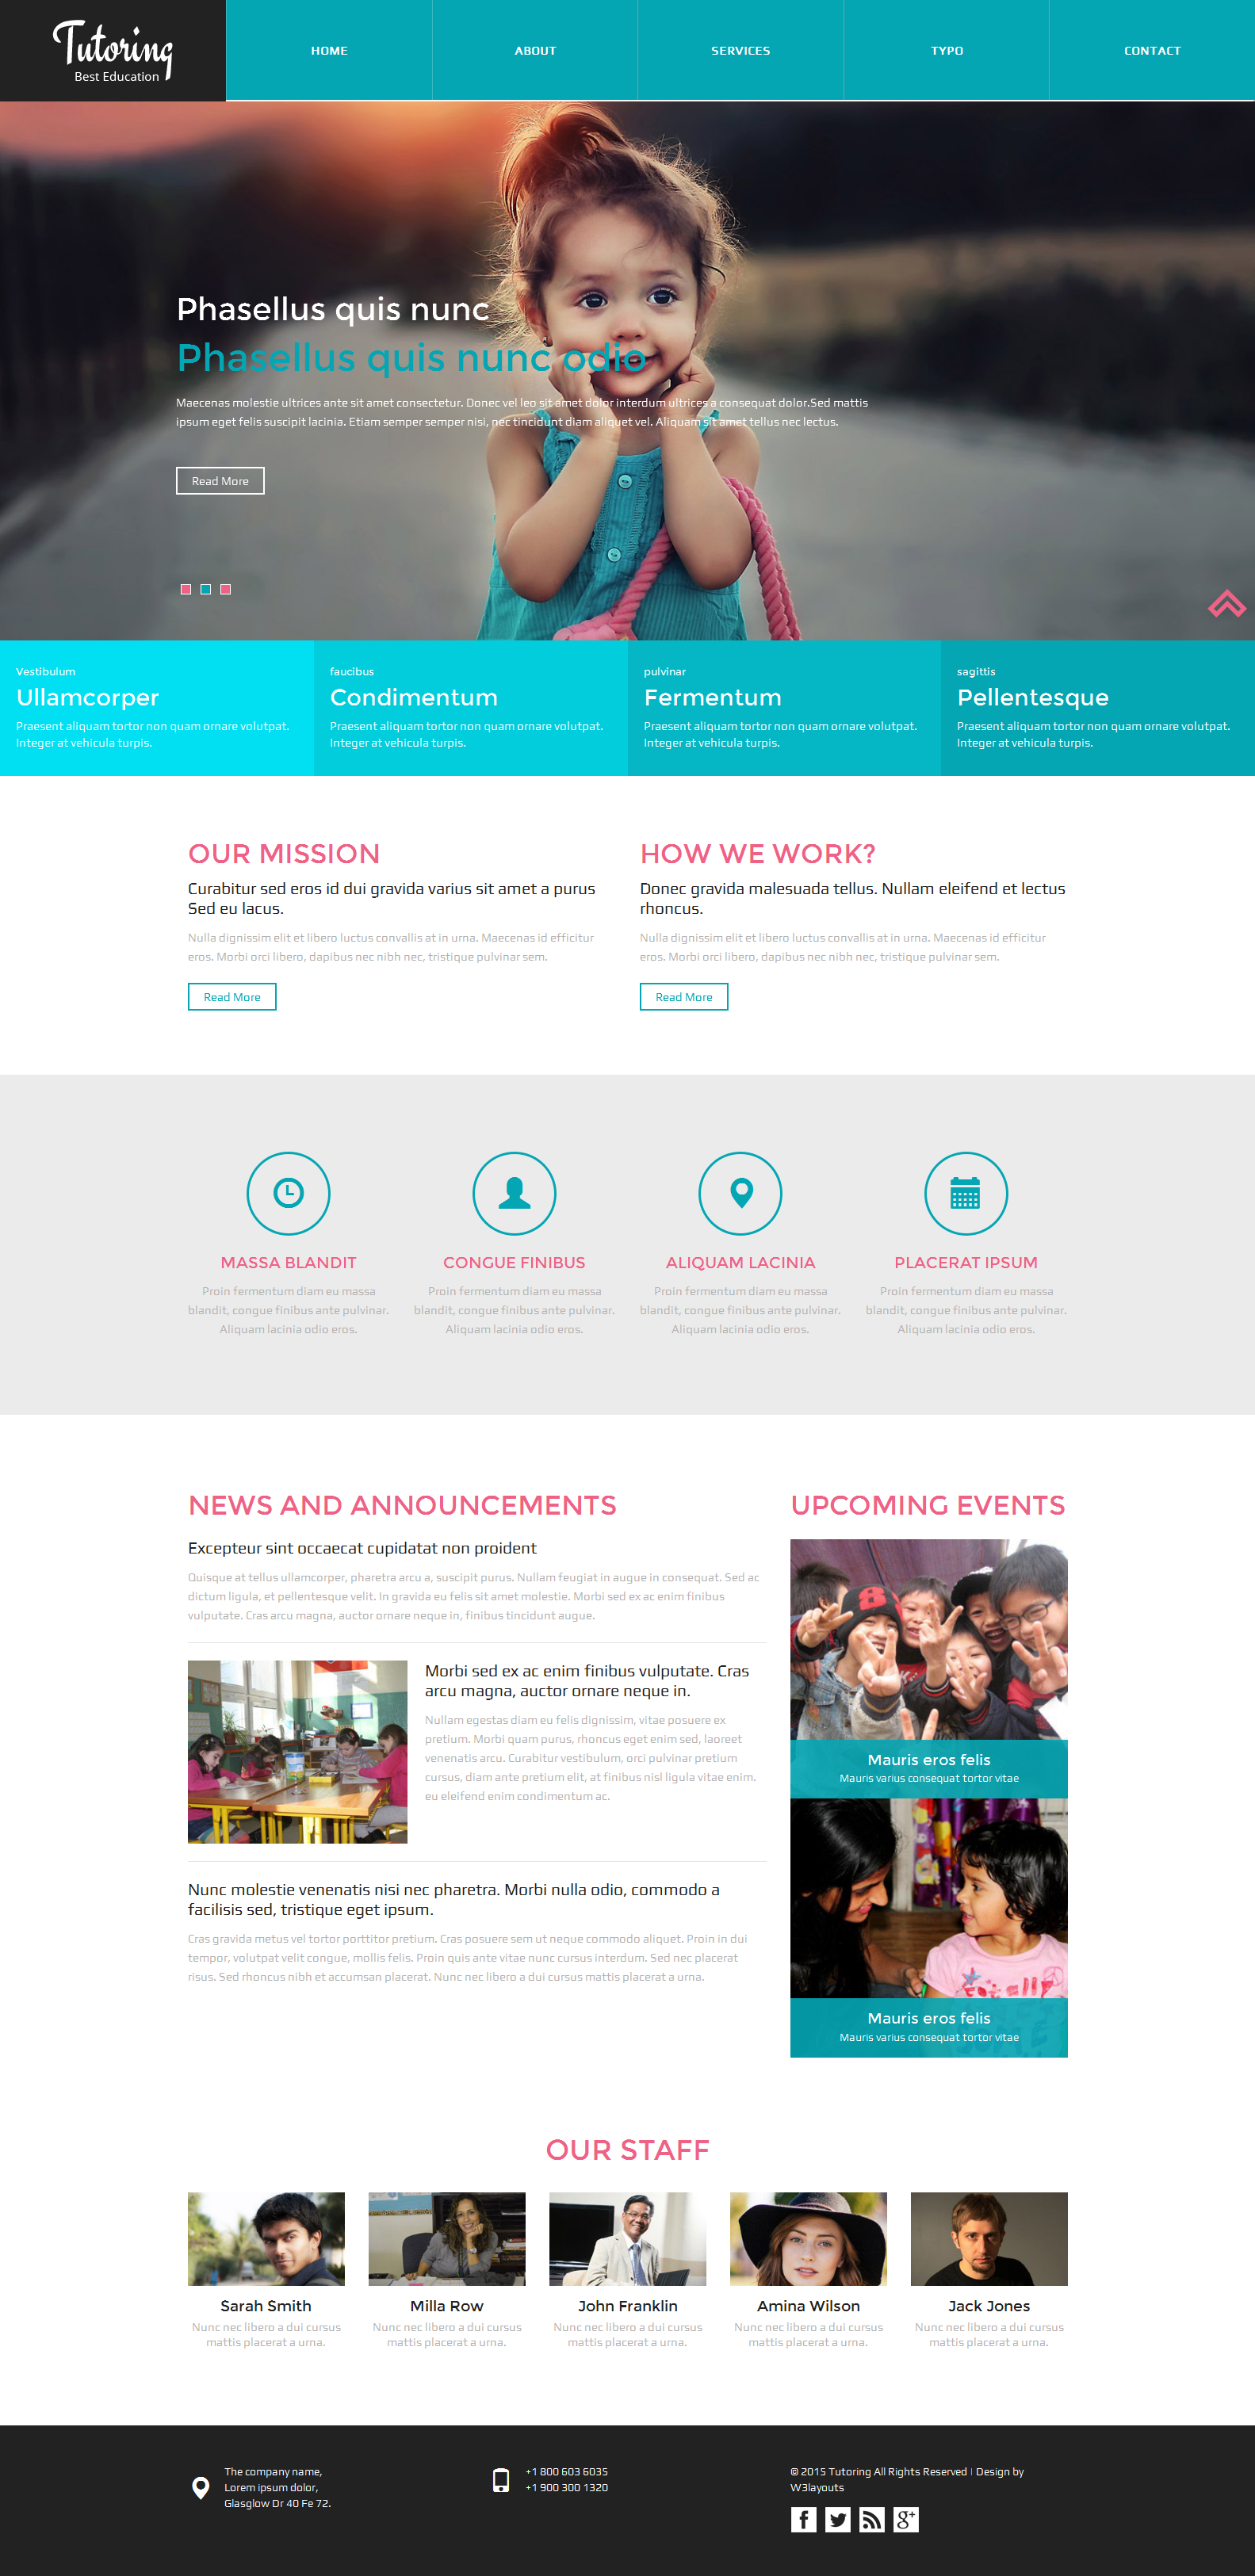 Tutoring
Best Education
HOME
ABOUT
SERVICES
TYPO
CONTACT
Phasellus quis nunc
Phasellus quis nunc odio
Maecenas molestie ultrices ante sit amet consectetur. Donec vel leo sit amet dolor interdum ultrices a consequat dolor.Sed mattis
ipsum eget felis suscipit lacinia. Etiam semper semper nisi, nec tincidunt diam aliquet vel. Aliquam sit amet tellus nec lectus.
Read More
Vestibulum
Ullamcorper
Praesent aliquam tortor non quam ornare volutpat.
Integer at vehicula turpis.
faucibus
Condimentum
Praesent aliquam tortor non quam ornare volutpat.
Integer at vehicula turpis.
pulvinar
Fermentum
Praesent aliquam tortor non quam ornare volutpat.
Integer at vehicula turpis.
sagittis
Pellentesque
Praesent aliquam tortor non quam ornare volutpat.
Integer at vehicula turpis.
OUR MISSION
Curabitur sed eros id dui gravida varius sit amet a purus
Sed eu lacus.
Nulla dignissim elit et libero luctus convallis at in urna. Maecenas id efficitur
eros. Morbi orci libero, dapibus nec nibh nec, tristique pulvinar sem.
Read More
HOW WE WORK?
Donec gravida malesuada tellus. Nullam eleifend et lectus
rhoncus.
Nulla dignissim elit et libero luctus convallis at in urna. Maecenas id efficitur
eros. Morbi orci libero, dapibus nec nibh nec, tristique pulvinar sem.
Read More
MASSA BLANDIT
Proin fermentum diam eu massa
blandit, congue finibus ante pulvinar.
Aliquam lacinia odio eros.
CONGUE FINIBUS
Proin fermentum diam eu massa
blandit, congue finibus ante pulvinar.
Aliquam lacinia odio eros.
ALIQUAM LACINIA
Proin fermentum diam eu massa
blandit, congue finibus ante pulvinar.
Aliquam lacinia odio eros.
PLACERAT IPSUM
Proin fermentum diam eu massa
blandit, congue finibus ante pulvinar.
Aliquam lacinia odio eros.
NEWS AND ANNOUNCEMENTS
Excepteur sint occaecat cupidatat non proident
Quisque at tellus ullamcorper, pharetra arcu a, suscipit purus. Nullam feugiat in augue in consequat. Sed ac
dictum ligula, et pellentesque velit. In gravida eu felis sit amet molestie. Morbi sed ex ac enim finibus
vulputate. Cras arcu magna, auctor ornare neque in, finibus tincidunt augue.
Morbi sed ex ac enim finibus vulputate. Cras
arcu magna, auctor ornare neque in.
Nullam egestas diam eu felis dignissim, vitae posuere ex
pretium. Morbi quam purus, rhoncus eget enim sed, laoreet
venenatis arcu. Curabitur vestibulum, orci pulvinar pretium
cursus, diam ante pretium elit, at finibus nisl ligula vitae enim.
eu eleifend enim condimentum ac.
Nunc molestie venenatis nisi nec pharetra. Morbi nulla odio, commodo a
facilisis sed, tristique eget ipsum.
Cras gravida metus vel tortor porttitor pretium. Cras posuere sem ut neque commodo aliquet. Proin in dui
tempor, volutpat velit congue, mollis felis. Proin quis ante vitae nunc cursus interdum. Sed nec placerat
risus. Sed rhoncus nibh et accumsan placerat. Nunc nec libero a dui cursus mattis placerat a urna.
UPCOMING EVENTS
8
Mauris eros felis
Mauris varius consequat tortor vitae
totally
Mauris eros felis
Mauris varius consequat tortor vitae
OUR STAFF
Sarah Smith
Nunc nec libero a dui cursus
mattis placerat a urna.
Milla Row
Nunc nec libero a dui cursus
mattis placerat a urna.
John Franklin
Nunc nec libero a dui cursus
mattis placerat a urna.
Amina Wilson
Nunc nec libero a dui cursus
mattis placerat a urna.
Jack Jones
Nunc nec libero a dui cursus
mattis placerat a urna.
The company name,
Lorem ipsum dolor,
Glasglow Dr 40 Fe 72.
+1 800 603 6035
+1 900 300 1320
© 2015 Tutoring All Rights Reserved | Design by
W3layouts